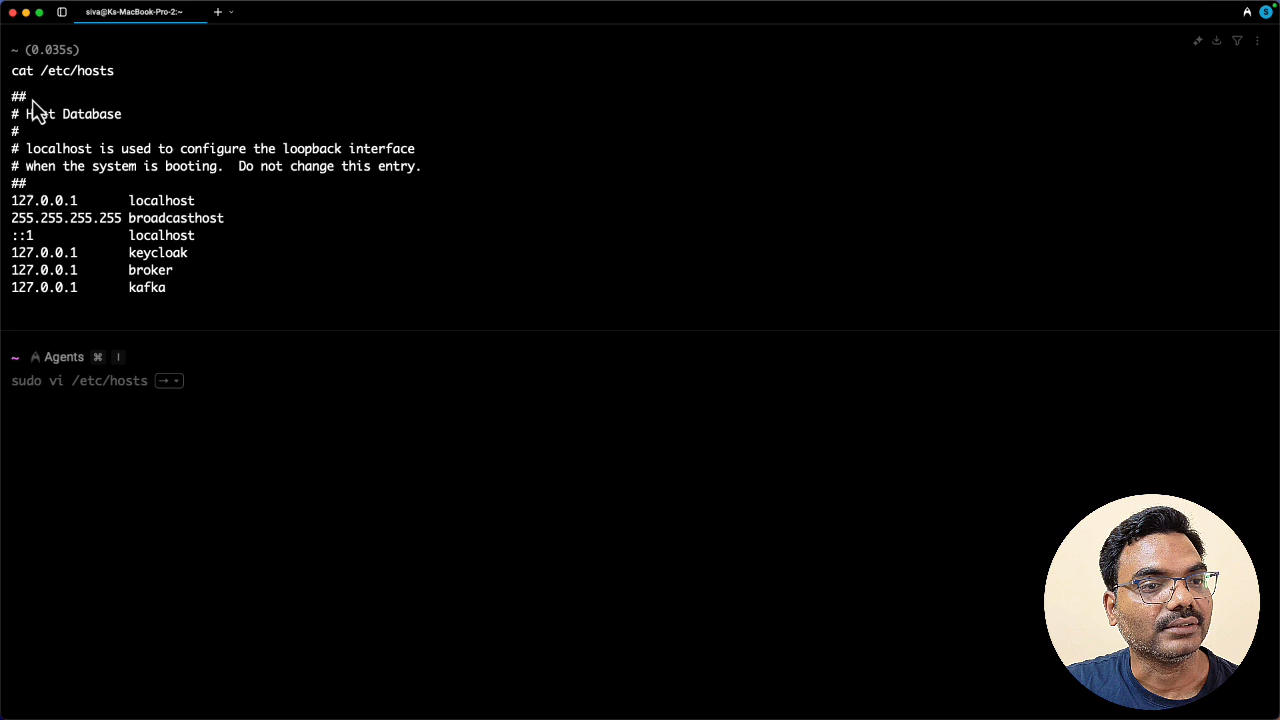 siva@Ks-MacBook-Pro-2:~
S
~ (0.035s)
cat /etc/hosts
##
# Host Database
#
# localhost is used to configure the loopback interface
# when the system is booting.  Do not change this entry.
##
127.0.0.1       localhost
255.255.255.255 broadcasthost
::1             localhost
127.0.0.1       keycloak
127.0.0.1       broker
127.0.0.1       kafka
~ Agents ⌘ I
sudo vi /etc/hosts